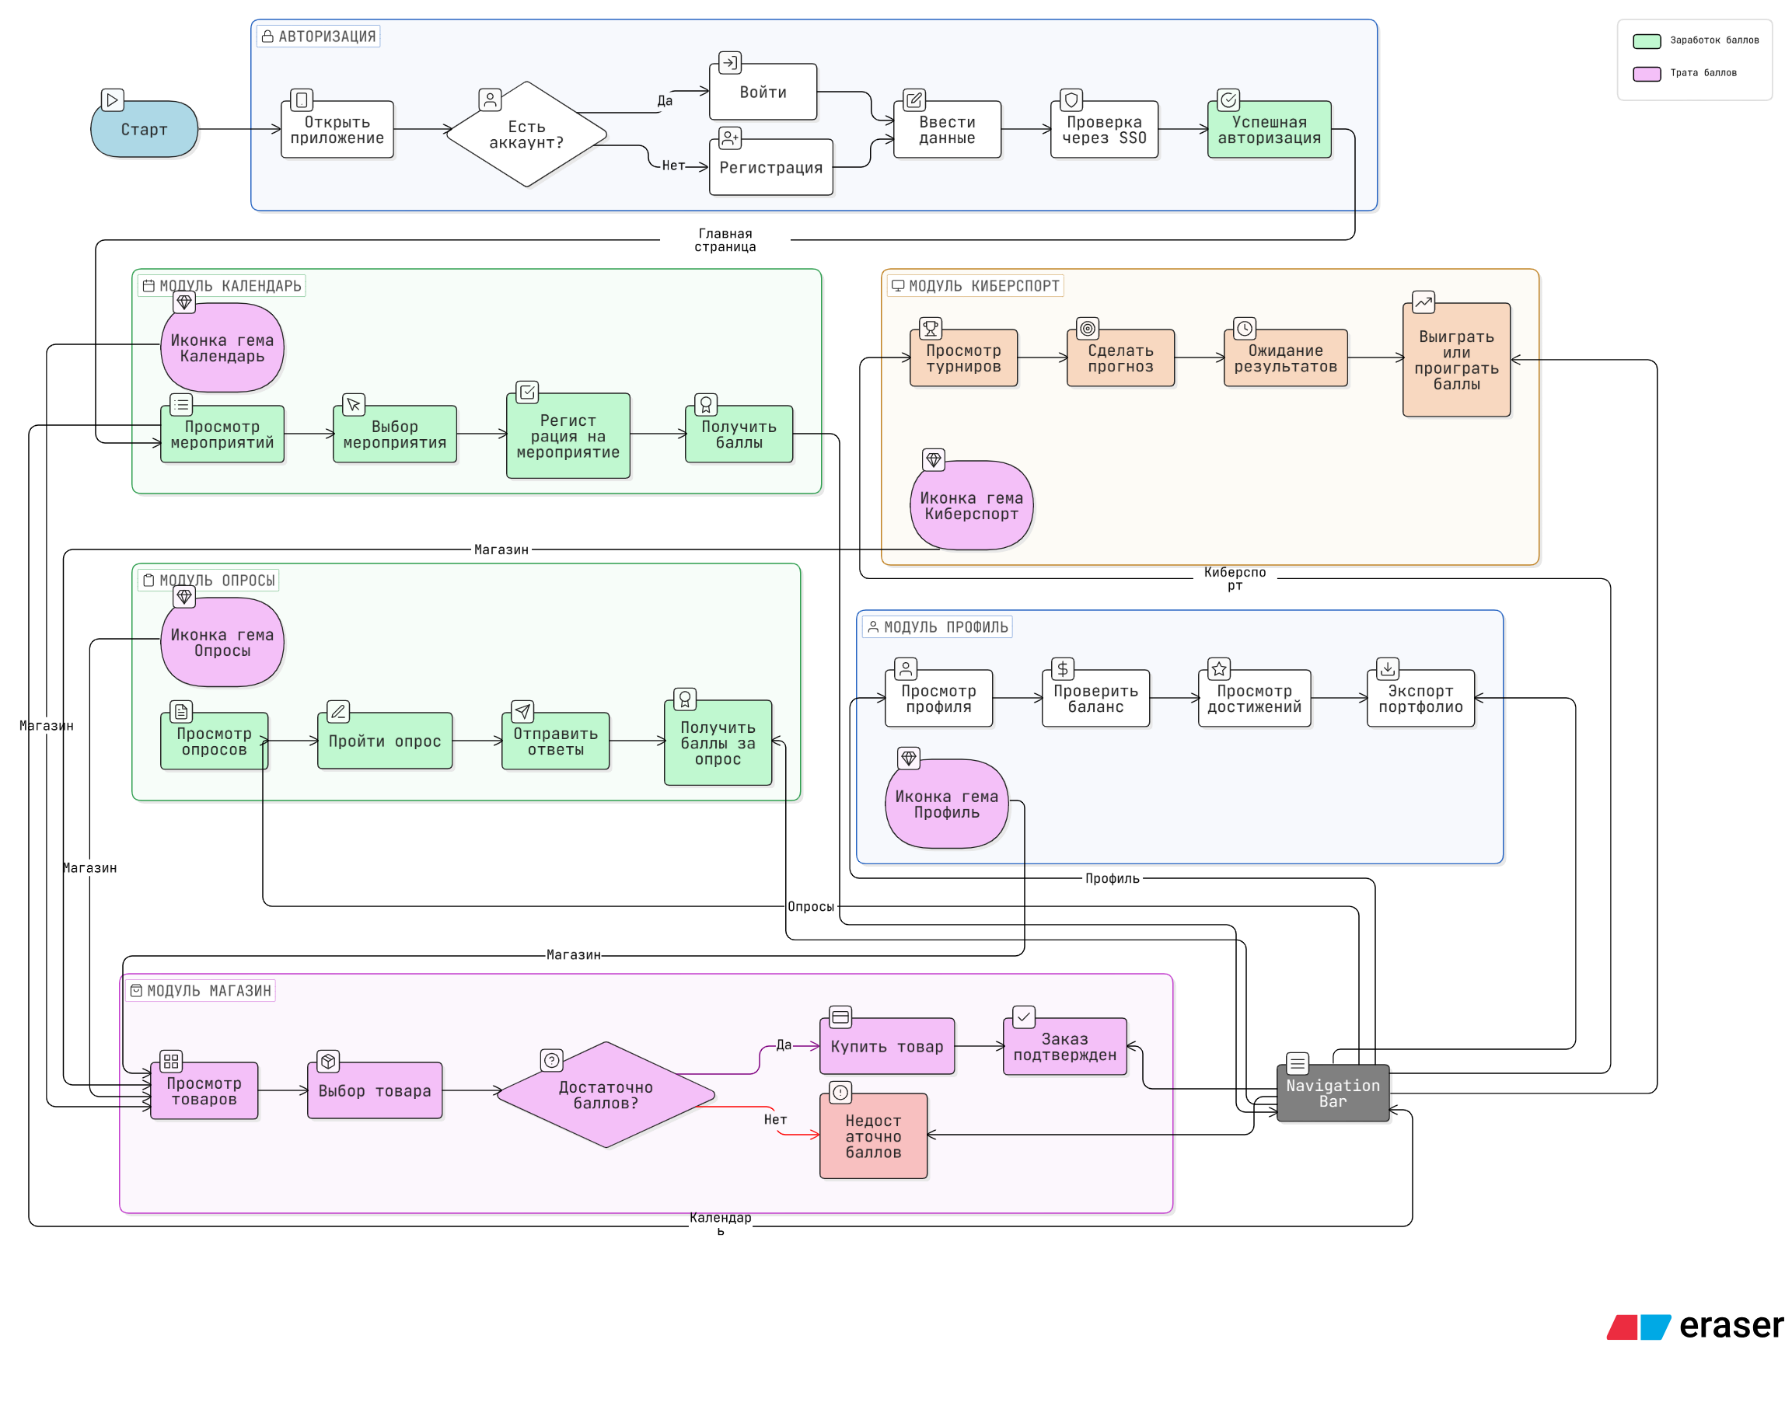 АВТОРИЗАЦИЯ
Заработок баллов
Трата баллов
Старт
Открыть
приложение
Есть
аккаунт?
Да
Войти
Нет
Регистрация
Ввести
данные
Проверка
через SSO
Успешная
авторизация
Главная
страница
МОДУЛЬ КАЛЕНДАРЬ
Иконка гема
Календарь
Просмотр
мероприятий
Выбор
мероприятия
Регист
рация на
мероприятие
Получить
баллы
МОДУЛЬ КИБЕРСПОРТ
Просмотр
турниров
Сделать
прогноз
Ожидание
результатов
Выиграть
или
проиграть
баллы
Иконка гема
Киберспорт
Магазин
Киберспо
рт
МОДУЛЬ ОПРОСЫ
Иконка гема
Опросы
Просмотр
опросов
Пройти опрос
Отправить
ответы
Получить
баллы за
опрос
МОДУЛЬ ПРОФИЛЬ
Просмотр
профиля
Проверить
баланс
Просмотр
достижений
Экспорт
портфолио
Иконка гема
Профиль
Магазин
Магазин
Профиль
Опросы
Магазин
МОДУЛЬ МАГАЗИН
Просмотр
товаров
Выбор товара
Достаточно
баллов?
Да
Купить товар
Заказ
подтвержден
Нет
Недост
аточно
баллов
Navigation
Bar
Календар
ь
eraser